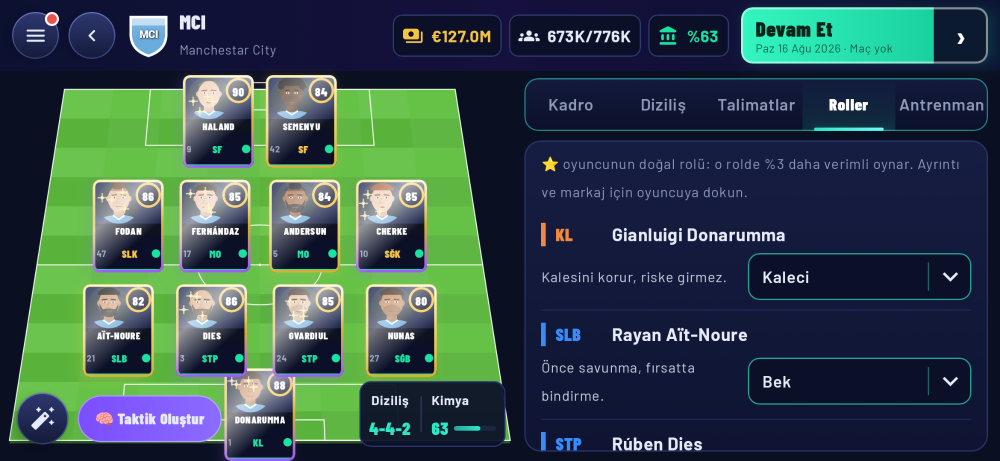 MCI
MCI
Manchestar City
€127.0M
673K/776K
%63
Devam Et
Paz 16 Ağu 2026 · Maç yok
›
Kadro
Diziliş
Talimatlar
Roller
Antrenman
⭐ oyuncunun doğal rolü: o rolde %3 daha verimli oynar. Ayrıntı
ve markaj için oyuncuya dokun.
KL
Gianluigi Donarumma
Kalesini korur, riske girmez.
Kaleci
SLB
Rayan Aït-Noure
Önce savunma, fırsatta
bindirme.
Bek
STP
Rúben Dies
90
HALAND
9 SF
84
SEMENYU
42 SF
86
FODAN
47 SLK
85
FERNÁNDAZ
17 MO
84
ANDERSUN
5 MO
85
CHERKE
10 SĞK
82
AÏT-NOURE
21 SLB
86
DIES
3 STP
85
GVARDIUL
24 STP
80
NUNAS
27 SĞB
88
DONARUMMA
1 KL
🧠 Taktik Oluştur
Diziliş
4-4-2
Kimya
63